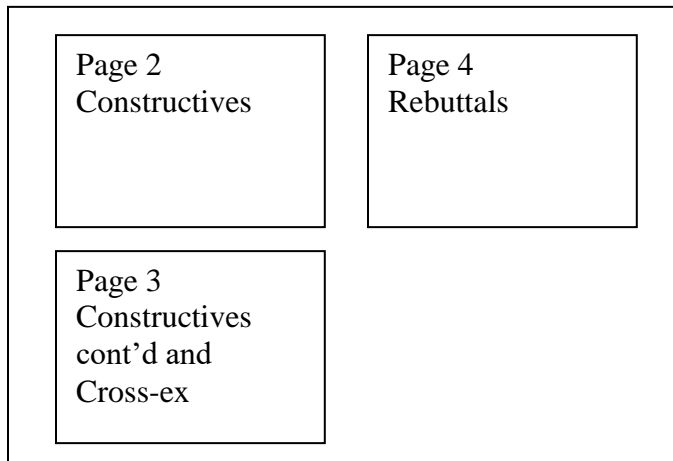 Page 2
Constructives
Page 4
Rebuttals
Page 3
Constructives
cont’d and
Cross-ex